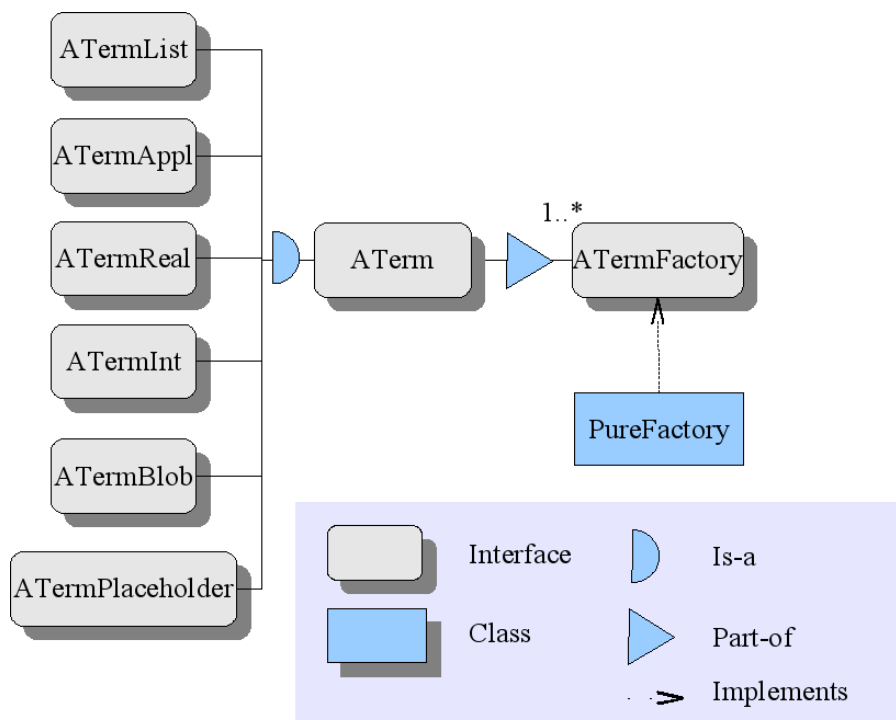 ATermList
ATermAppl
ATermReal
ATermInt
ATermBlob
ATermPlaceholder
ATerm
1..*
ATermFactory
PureFactory
Interface
Is-a
Class
Part-of
Implements